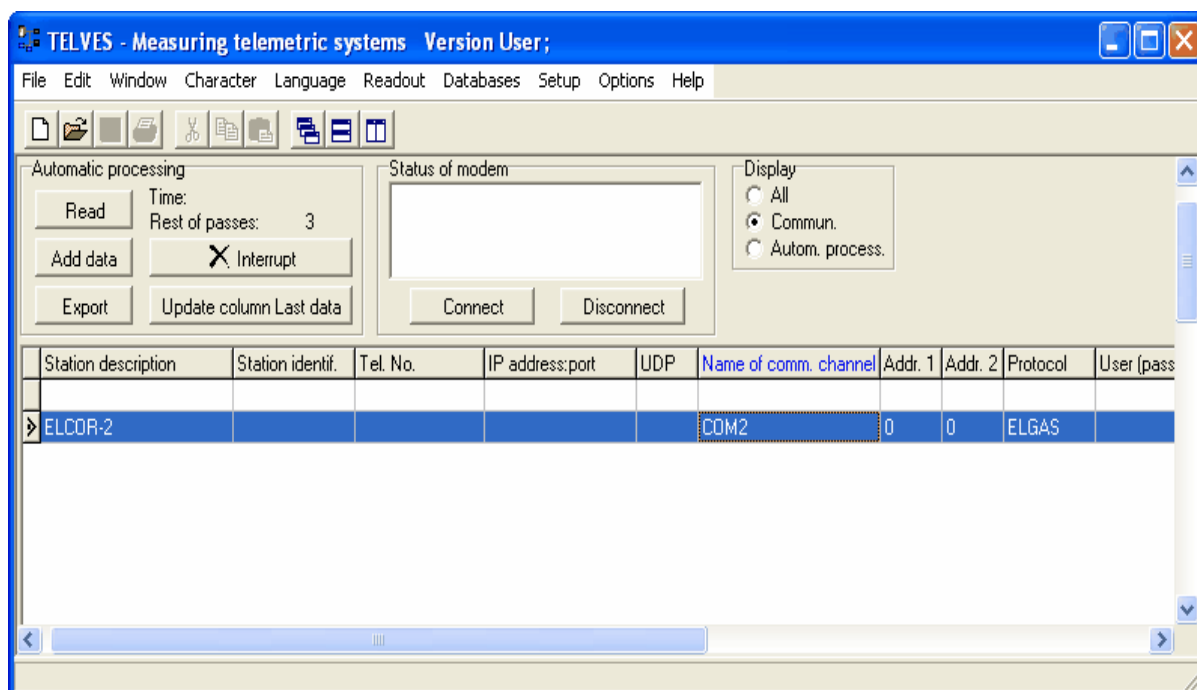 TELVES - Measuring telemetric systems Version User;
File Edit Window Character Language Readout Databases Setup Options Help
Automatic processing
Read
Time:
Rest of passes: 3
Add data
Interrupt
Export
Update column Last data
Status of modem
Connect
Disconnect
Display
All
Commun.
Autom. process.
Station description Station identif. Tel. No. IP address:port UDP Name of comm. channel Addr. 1 Addr. 2 Protocol User (pass
ELCOR-2 COM2 0 0 ELGAS